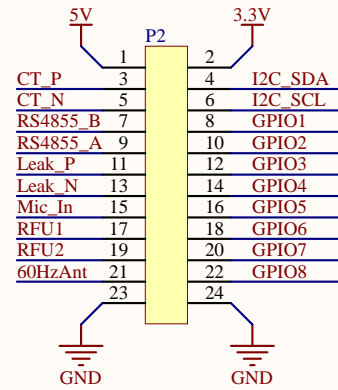 5V 3.3V
P2
1 2
CT_P 3 4 I2C_SDA
CT_N 5 6 I2C_SCL
RS4855_B 7 8 GPIO1
RS4855_A 9 10 GPIO2
Leak_P 11 12 GPIO3
Leak_N 13 14 GPIO4
Mic_In 15 16 GPIO5
RFU1 17 18 GPIO6
RFU2 19 20 GPIO7
60HzAnt 21 22 GPIO8
23 24
GND GND